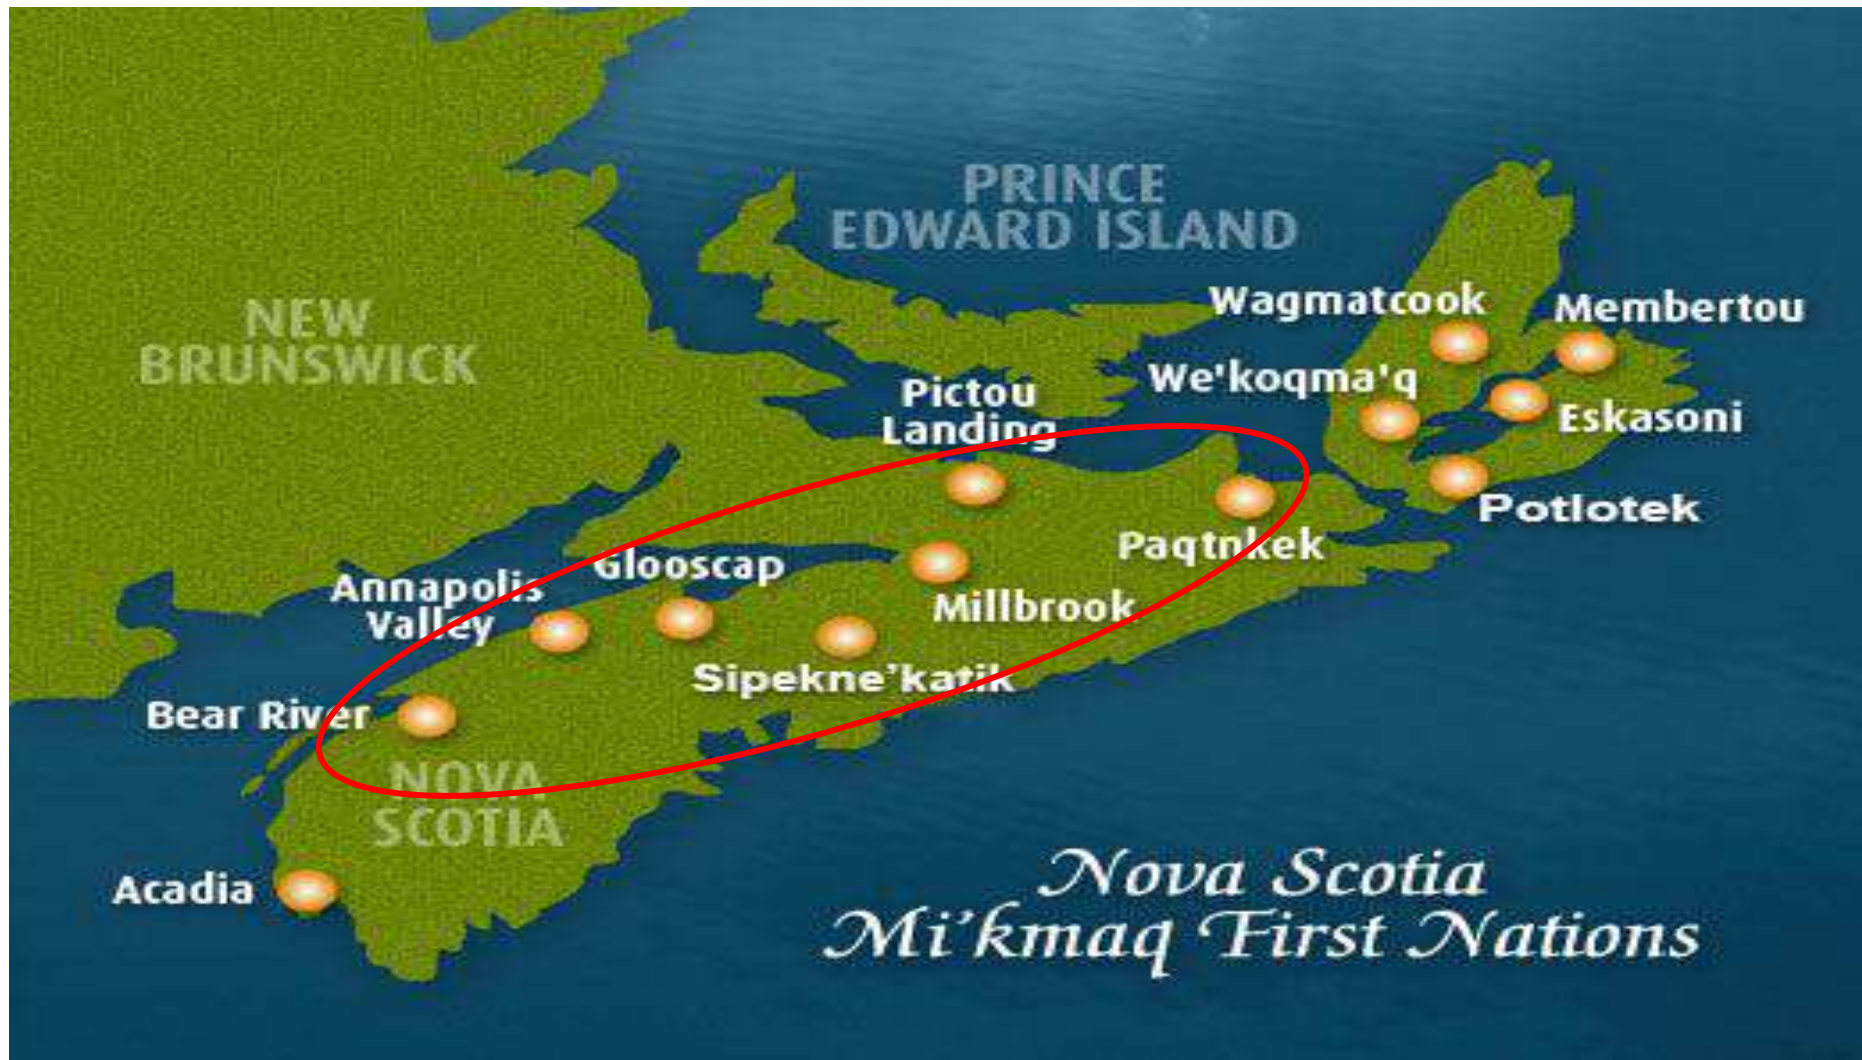 PRINCE
EDWARD ISLAND
NEW
BRUNSWICK
Wagmatcook
Membertou
We'koqma'q
Eskasoni
Potlotek
Pictou
Landing
Paqtnkek
Glooscap
Millbrook
Annapolis
Valley
Sipekne’katik
Bear River
NOVA
SCOTIA
Acadia
Nova Scotia
Mi’kmaq First Nations